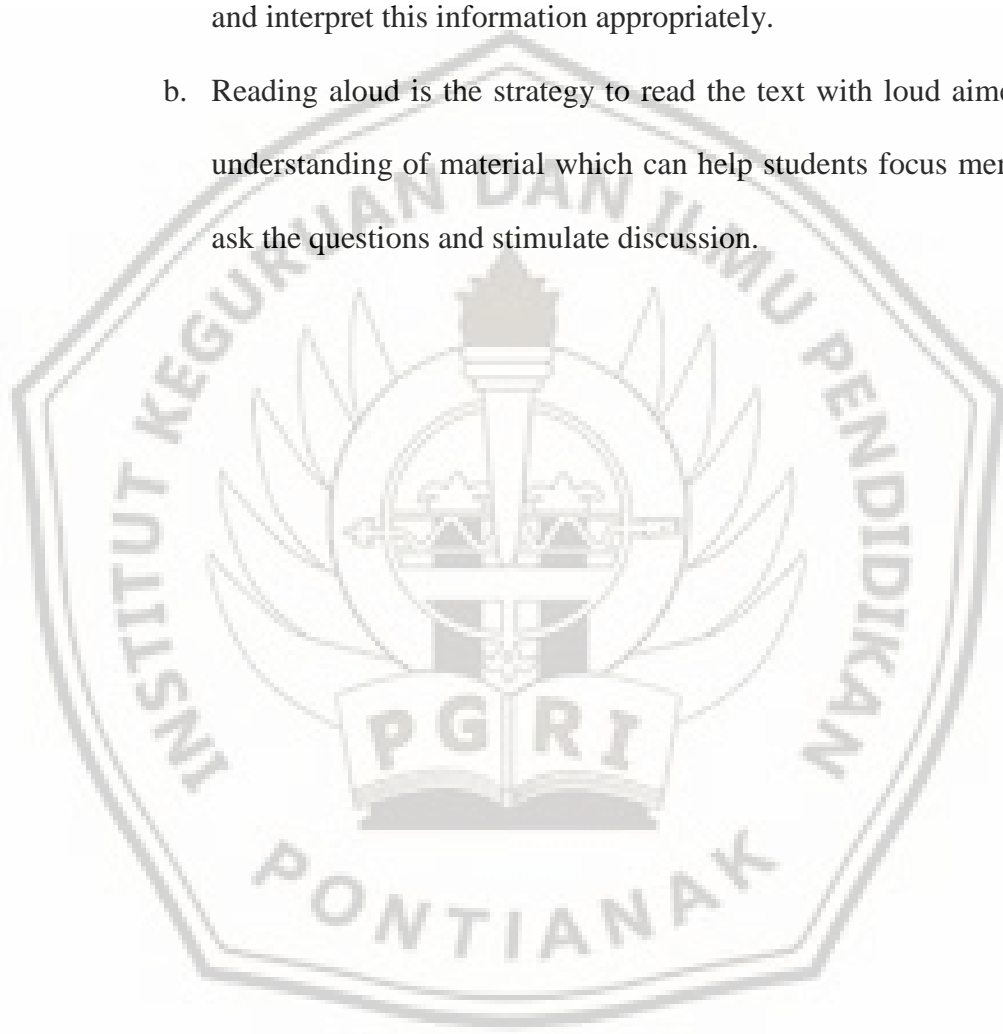 and interpret this information appropriately.
b. Reading aloud is the strategy to read the text with loud
understanding of material which can help students focus
ask the questions and stimulate discussion.
INSTITUT KEGURUAN DAN ILMU PENDIDIKAN
PGRI
PONTIANAK